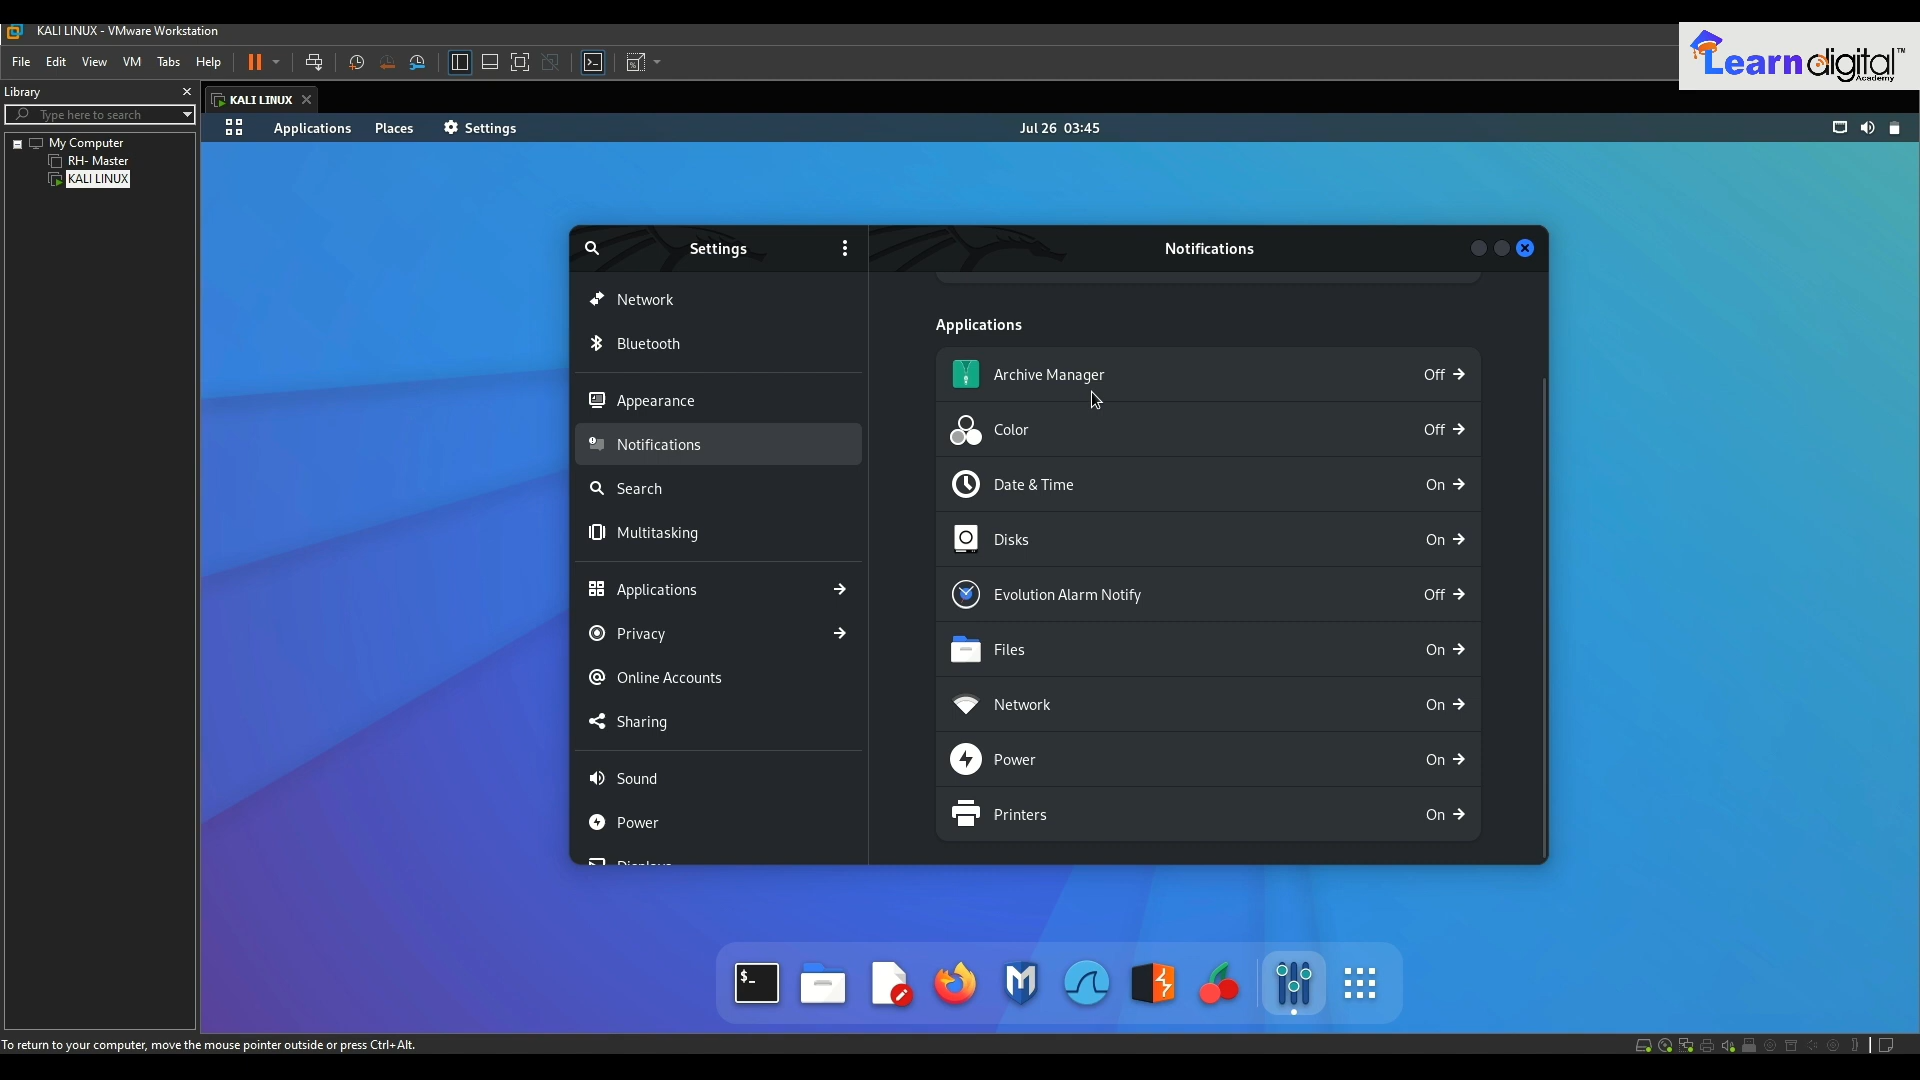 KALI LINUX - VMware Workstation
File Edit View VM Tabs Help
Learn digital™
Academy
Library
Type here to search
KALI LINUX
My Computer
RH- Master
KALI LINUX
Applications Places Settings
Jul 26 03:45
Settings
Network
Bluetooth
Appearance
Notifications
Search
Multitasking
Applications
Privacy
Online Accounts
Sharing
Sound
Power
Displays
Notifications
Applications
Archive Manager Off
Color Off
Date & Time On
Disks On
Evolution Alarm Notify Off
Files On
Network On
Power On
Printers On
$_
To return to your computer, move the mouse pointer outside or press Ctrl+Alt.